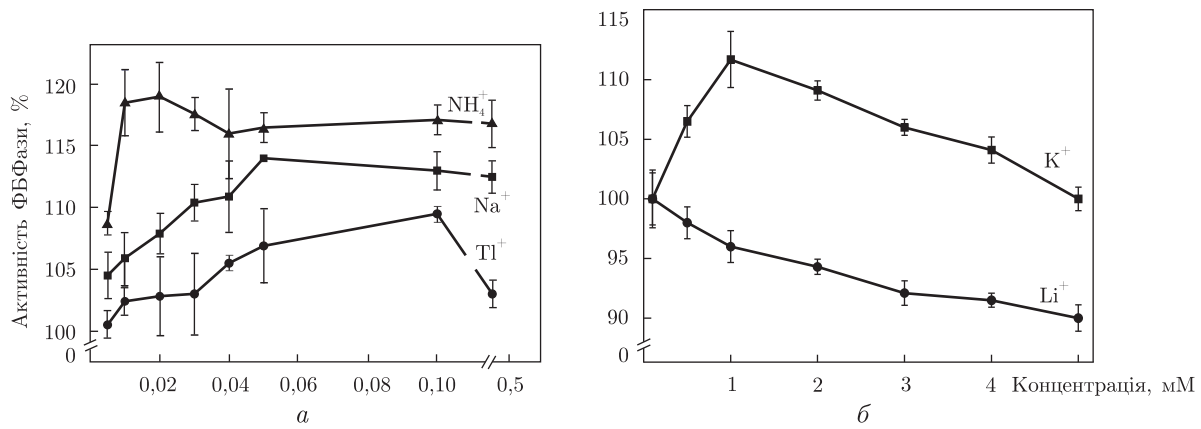 Активність ФБФази, %
120
115
110
105
100
0
NH₄⁺
Na⁺
Tl⁺
0,02 0,04 0,06 0,08 0,10 0,5
а
115
110
105
100
95
90
0
K⁺
Li⁺
1 2 3 4 Концентрація, мМ
б